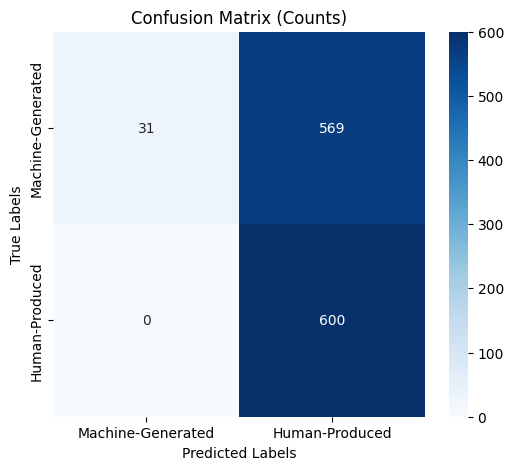 Confusion Matrix (Counts)
True Labels
Machine-Generated
Human-Produced
31
569
0
600
Machine-Generated
Human-Produced
Predicted Labels
600
500
400
300
200
100
0